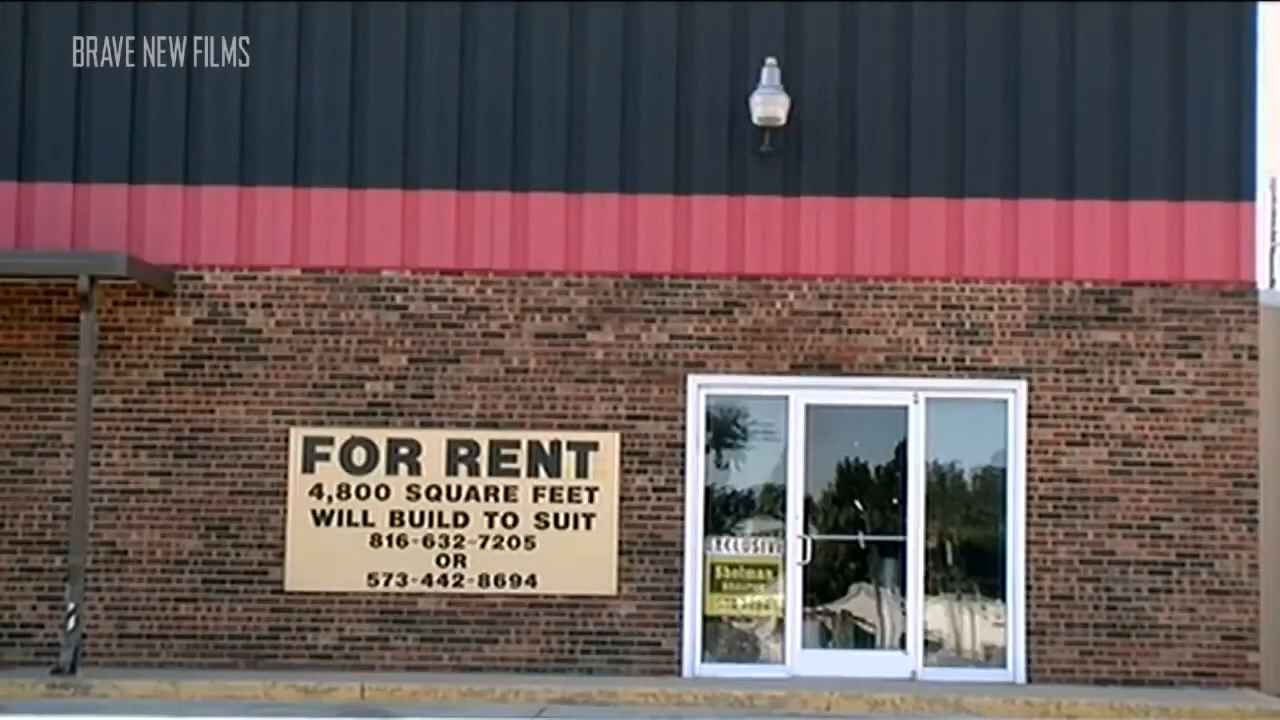 BRAVE NEW FILMS
FOR RENT
4,800 SQUARE FEET
WILL BUILD TO SUIT
816-632-7205
OR
573-442-8694
EXCLUSIVE
Shelman